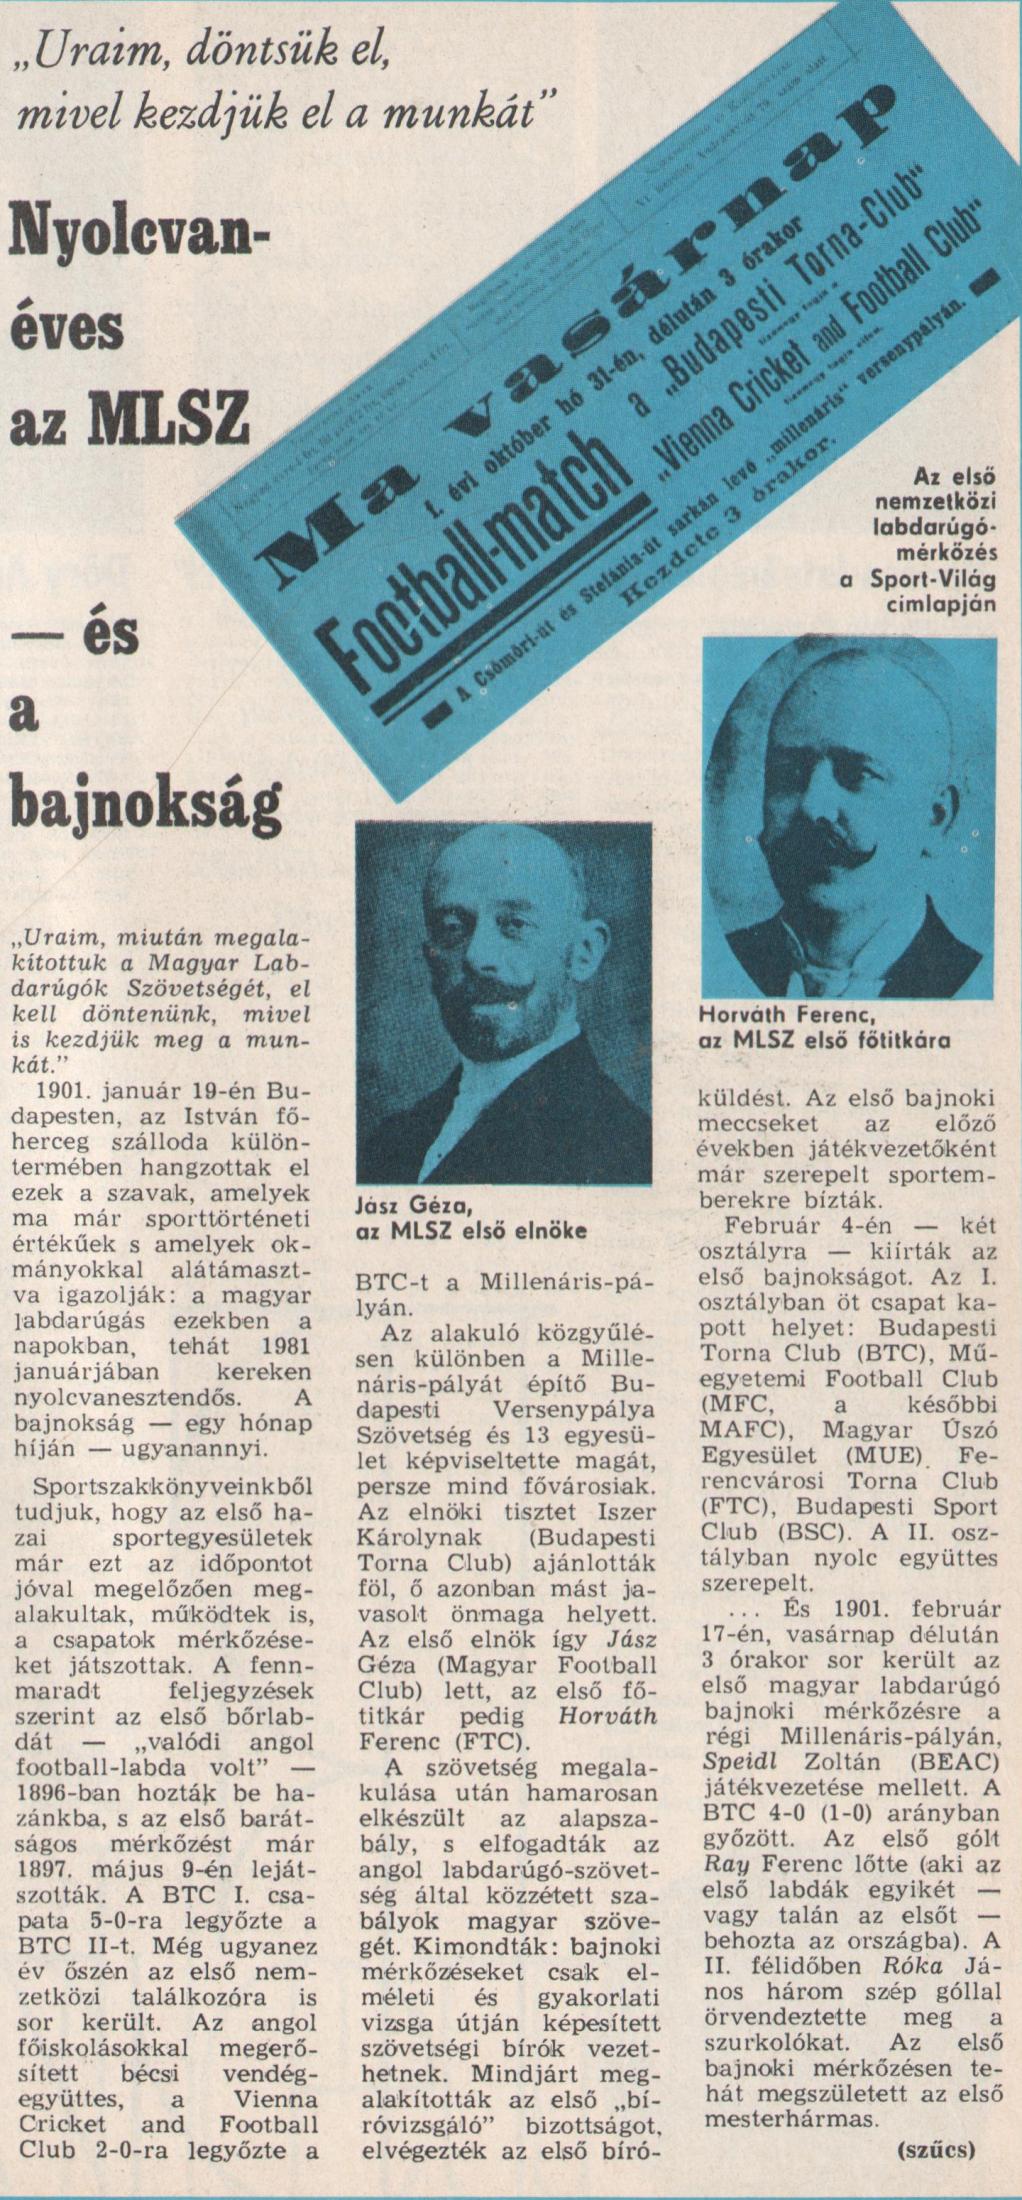 „Uraim, döntsük el,
mivel kezdjük el a munkát”
Nyolcvan-
éves
az MLSZ
— és
a
bajnokság
Ma vasárnap
f. évi október hó 31-én, délután 3 órakor
Football-match
a „Budapesti Torna-Club“
„Vienna Cricket and Football Club“
A Csömöri-út és Stefánia-út sarkán levő „millenáris“ versenypályán.
Kezdete 3 órakor.
Az első
nemzetközi
labdarúgó-
mérkőzés
a Sport-Világ
címlapján
Horváth Ferenc,
az MLSZ első főtitkára
Jász Géza,
az MLSZ első elnöke
„Uraim, miután megala-
kítottuk a Magyar Lab-
darúgók Szövetségét, el
kell döntenünk, mivel
is kezdjük meg a mun-
kát.”
1901. január 19-én Bu-
dapesten, az István fő-
herceg szálloda külön-
termében hangzottak el
ezek a szavak, amelyek
ma már sporttörténeti
értékűek s amelyek ok-
mányokkal alátámaszt-
va igazolják: a magyar
labdarúgás ezekben a
napokban, tehát 1981
januárjában kereken
nyolcvanesztendős. A
bajnokság — egy hónap
híján — ugyanannyi.
Sportszakkönyveinkből
tudjuk, hogy az első ha-
zai sportegyesületek
már ezt az időpontot
jóval megelőzően meg-
alakultak, működtek is,
a csapatok mérkőzése-
ket játszottak. A fenn-
maradt feljegyzések
szerint az első bőrlab-
dát — „valódi angol
football-labda volt” —
1896-ban hozták be ha-
zánkba, s az első barát-
ságos mérkőzést már
1897. május 9-én leját-
szották. A BTC I. csa-
pata 5-0-ra legyőzte a
BTC II-t. Még ugyanez
év őszén az első nem-
zetközi találkozóra is
sor került. Az angol
főiskolásokkal megerő-
sített bécsi vendég-
együttes, a Vienna
Cricket and Football
Club 2-0-ra legyőzte a
BTC-t a Millenáris-pá-
lyán.
Az alakuló közgyűlé-
sen különben a Mille-
náris-pályát építő Bu-
dapesti Versenypálya
Szövetség és 13 egyesü-
let képviseltette magát,
persze mind fővárosiak.
Az elnöki tisztet Iszer
Károlynak (Budapesti
Torna Club) ajánlották
föl, ő azonban mást ja-
vasolt önmaga helyett.
Az első elnök így Jász
Géza (Magyar Football
Club) lett, az első fő-
titkár pedig Horváth
Ferenc (FTC).
A szövetség megala-
kulása után hamarosan
elkészült az alapsza-
bály, s elfogadták az
angol labdarúgó-szövet-
ség által közzétett sza-
bályok magyar szöve-
gét. Kimondták: bajnoki
mérkőzéseket csak el-
méleti és gyakorlati
vizsga útján képesített
szövetségi bírók vezet-
hetnek. Mindjárt meg-
alakították az első „bí-
róvizsgáló” bizottságot,
elvégezték az első bíró-
küldést. Az első bajnoki
meccseket az előző
években játékvezetőként
már szerepelt sportem-
berekre bízták.
Február 4-én — két
osztályra — kiírták az
első bajnokságot. Az I.
osztályban öt csapat ka-
pott helyet: Budapesti
Torna Club (BTC), Mű-
egyetemi Football Club
(MFC, a későbbi
MAFC), Magyar Úszó
Egyesület (MUE). Fe-
rencvárosi Torna Club
(FTC), Budapesti Sport
Club (BSC). A II. osz-
tályban nyolc együttes
szerepelt.
... És 1901. február
17-én, vasárnap délután
3 órakor sor került az
első magyar labdarúgó
bajnoki mérkőzésre a
régi Millenáris-pályán,
Speidl Zoltán (BEAC)
játékvezetése mellett. A
BTC 4-0 (1-0) arányban
győzött. Az első gólt
Ray Ferenc lőtte (aki az
első labdák egyikét —
vagy talán az elsőt —
behozta az országba). A
II. félidőben Róka Já-
nos három szép góllal
örvendeztette meg a
szurkolókat. Az első
bajnoki mérkőzésen te-
hát megszületett az első
mesterhármas.
(szűcs)